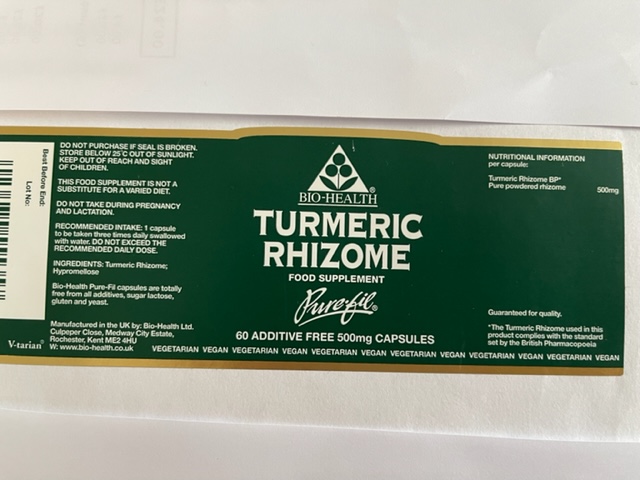 Best Before End:
Lot No:
V-tarian®
DO NOT PURCHASE IF SEAL IS BROKEN.
STORE BELOW 25°C OUT OF SUNLIGHT.
KEEP OUT OF REACH AND SIGHT
OF CHILDREN.
THIS FOOD SUPPLEMENT IS NOT A
SUBSTITUTE FOR A VARIED DIET.
DO NOT TAKE DURING PREGNANCY
AND LACTATION.
RECOMMENDED INTAKE: 1 capsule
to be taken three times daily swallowed
with water. DO NOT EXCEED THE
RECOMMENDED DAILY DOSE.
INGREDIENTS: Turmeric Rhizome;
Hypromellose
Bio-Health Pure-Fil capsules are totally
free from all additives, sugar lactose,
gluten and yeast.
Manufactured in the UK by: Bio-Health Ltd.
Culpeper Close, Medway City Estate,
Rochester, Kent ME2 4HU
W: www.bio-health.co.uk
BIO-HEALTH®
TURMERIC
RHIZOME
FOOD SUPPLEMENT
Pure-fil®
60 ADDITIVE FREE 500mg CAPSULES
NUTRITIONAL INFORMATION
per capsule:
Turmeric Rhizome BP*
Pure powdered rhizome 500mg
Guaranteed for quality.
*The Turmeric Rhizome used in this
product complies with the standard
set by the British Pharmacopoeia
VEGETARIAN VEGAN VEGETARIAN VEGAN VEGETARIAN VEGAN VEGETARIAN VEGAN VEGETARIAN VEGAN VEGETARIAN VEGAN